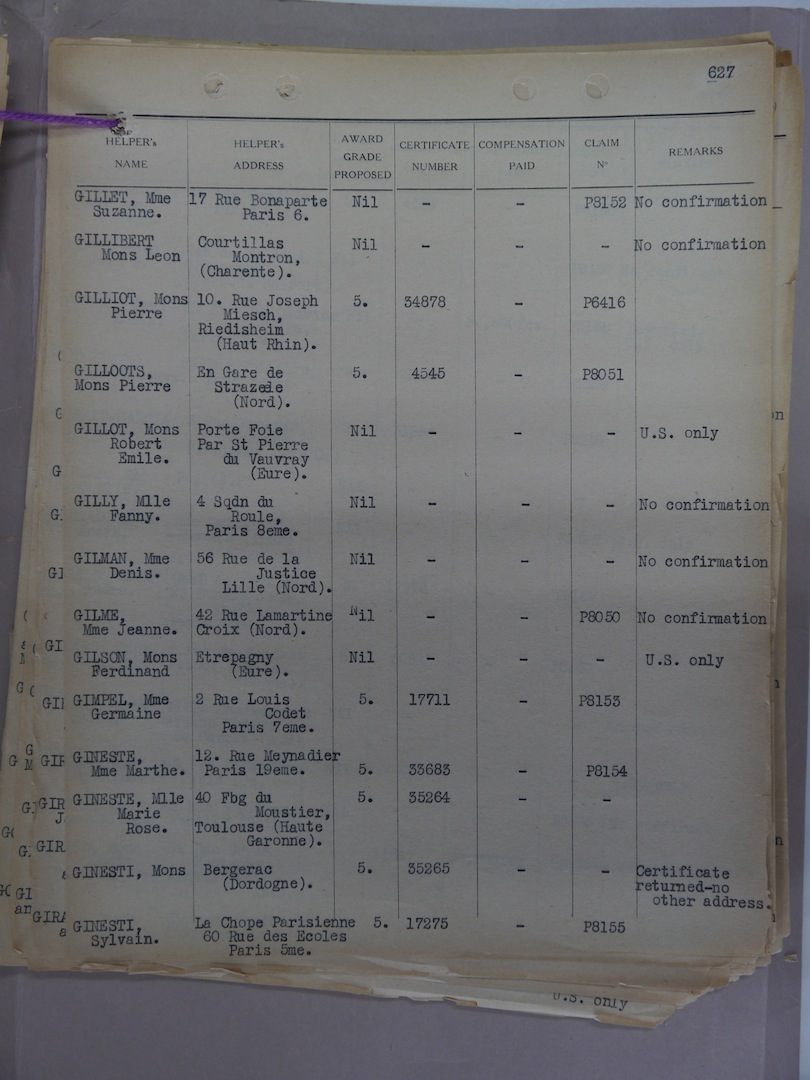 627
HELPER's NAME HELPER's ADDRESS AWARD GRADE PROPOSED CERTIFICATE NUMBER COMPENSATION PAID CLAIM N° REMARKS
GILLET, Mme 17 Rue Bonaparte Nil - - P8152 No confirmation
Suzanne. Paris 6.
GILLIBERT Courtillas Nil - - - No confirmation
Mons Leon Montron,
(Charente).
GILLIOT, Mons 10. Rue Joseph 5. 34878 - P6416
Pierre Miesch,
Riedisheim
(Haut Rhin).
GILLOOTS, En Gare de 5. 4545 - P8051
Mons Pierre Strazeele
(Nord).
GILLOT, Mons Porte Foie Nil - - - U.S. only
Robert Par St Pierre
Emile. du Vauvray
(Eure).
GILLY, Mlle 4 Sqdn du Nil - - - No confirmation
Fanny. Roule,
Paris 8eme.
GILMAN, Mme 56 Rue de la Nil - - - No confirmation
Denis. Justice
Lille (Nord).
GILME, 42 Rue Lamartine Nil - - P8050 No confirmation
Mme Jeanne. Croix (Nord).
GILSON, Mons Etrepagny Nil - - - U.S. only
Ferdinand (Eure).
GIMPEL, Mme 2 Rue Louis 5. 17711 - P8153
Germaine Codet
Paris 7eme.
GINESTE, 12. Rue Meynadier
Mme Marthe. Paris 19eme. 5. 33683 - P8154
GINESTE, Mlle 40 Fbg du 5. 35264 - -
Marie Moustier,
Rose. Toulouse (Haute
Garonne).
GINESTI, Mons Bergerac 5. 35265 - - Certificate
(Dordogne). returned-no
other address.
GINESTI, La Chope Parisienne 5. 17275 - P8155
Sylvain. 60 Rue des Ecoles
Paris 5me.
U.S. only